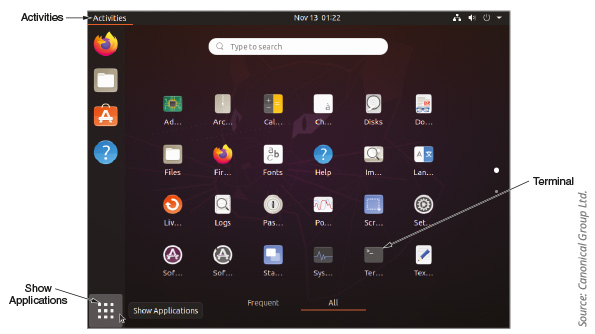 Activities
Activities
Nov 13 01:22
Type to search
Ad...
Arc...
Cal...
Ch...
Disks
Do...
Files
Fir...
Fonts
Help
Im...
Lan...
Terminal
Liv...
Logs
Pas...
Po...
Scr...
Set...
Sof...
Sof...
Sta...
Sys...
Ter...
Tex...
Show
Applications
Show Applications
Frequent
All
Source: Canonical Group Ltd.